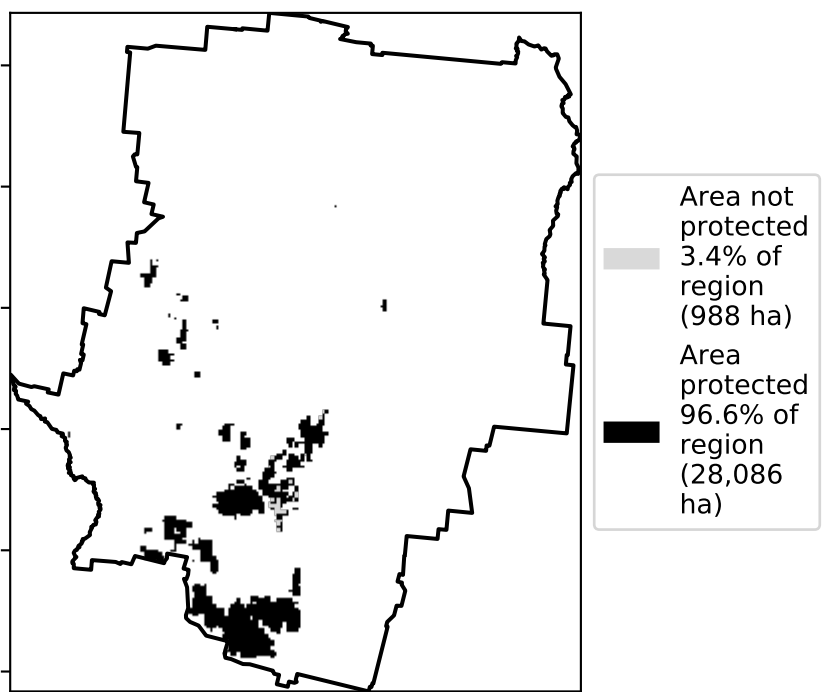 Area not
protected
3.4% of
region
(988 ha)
Area
protected
96.6% of
region
(28,086
ha)